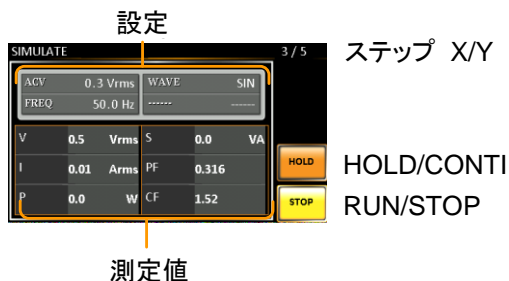 設定
SIMULATE 3 / 5 ステップ X/Y
ACV 0.3 Vrms WAVE SIN
FREQ 50.0 Hz ------ ------
V 0.5 Vrms S 0.0 VA
I 0.01 Arms PF 0.316 HOLD HOLD/CONTI
P 0.0 W CF 1.52 STOP RUN/STOP
測定値